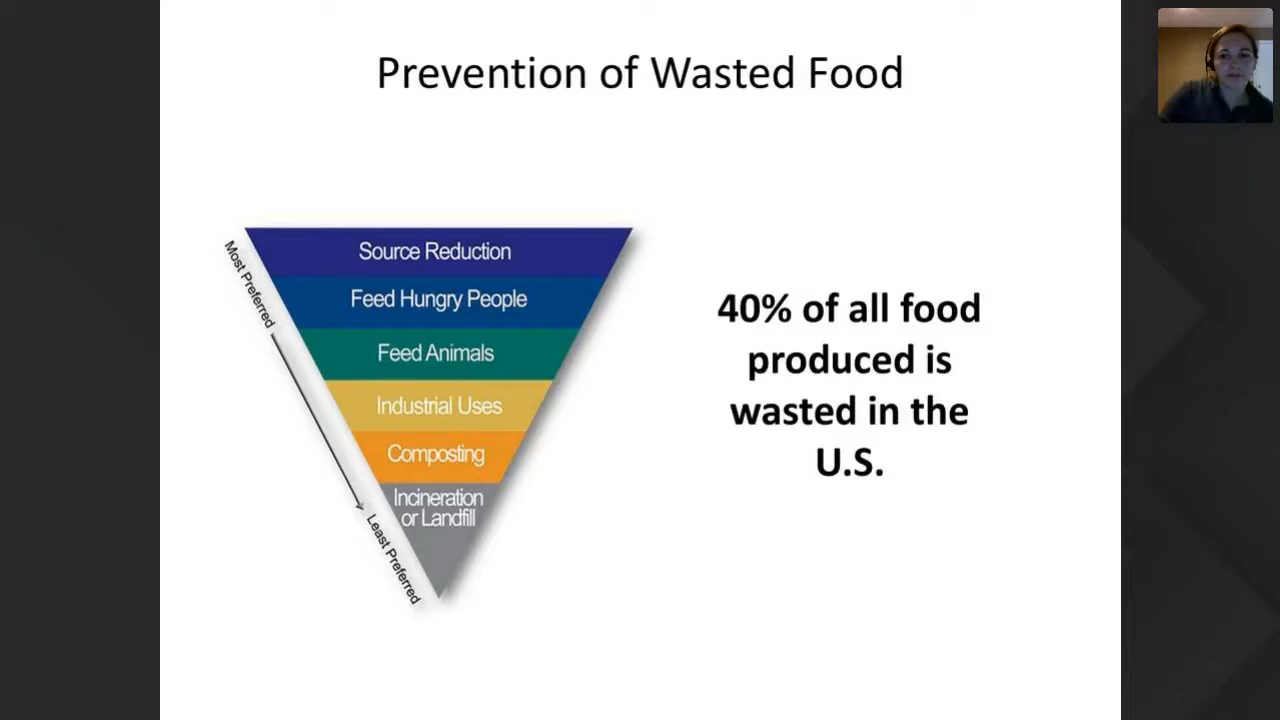 Prevention of Wasted Food
Most Preferred
Source Reduction
Feed Hungry People
Feed Animals
Industrial Uses
Composting
Incineration
or Landfill
Least Preferred
40% of all food
produced is
wasted in the
U.S.